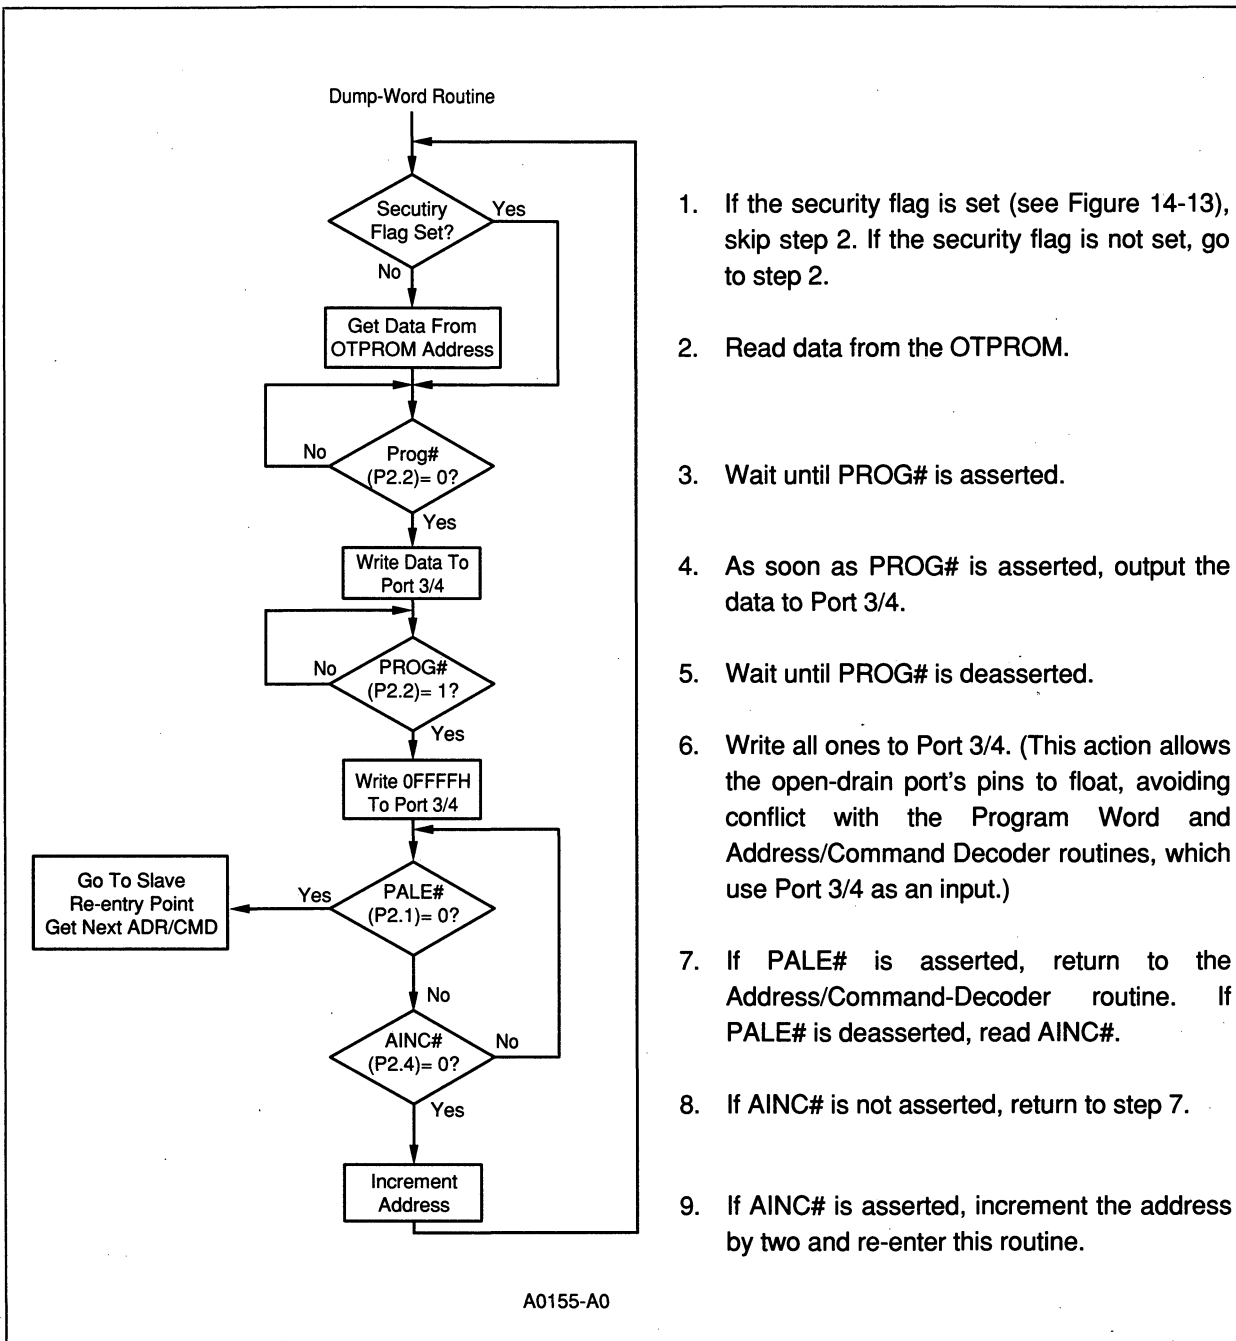 Dump-Word Routine
Secutiry
Flag Set?
Yes
No
Get Data From
OTPROM Address
No
Prog#
(P2.2)= 0?
Yes
Write Data To
Port 3/4
No
PROG#
(P2.2)= 1?
Yes
Write 0FFFFH
To Port 3/4
Go To Slave
Re-entry Point
Get Next ADR/CMD
Yes
PALE#
(P2.1)= 0?
No
AINC#
(P2.4)= 0?
No
Yes
Increment
Address
A0155-A0
1. If the security flag is set (see Figure 14-13),
skip step 2. If the security flag is not set, go
to step 2.
2. Read data from the OTPROM.
3. Wait until PROG# is asserted.
4. As soon as PROG# is asserted, output the
data to Port 3/4.
5. Wait until PROG# is deasserted.
6. Write all ones to Port 3/4. (This action allows
the open-drain port's pins to float, avoiding
conflict with the Program Word and
Address/Command Decoder routines, which
use Port 3/4 as an input.)
7. If PALE# is asserted, return to the
Address/Command-Decoder routine. If
PALE# is deasserted, read AINC#.
8. If AINC# is not asserted, return to step 7.
9. If AINC# is asserted, increment the address
by two and re-enter this routine.